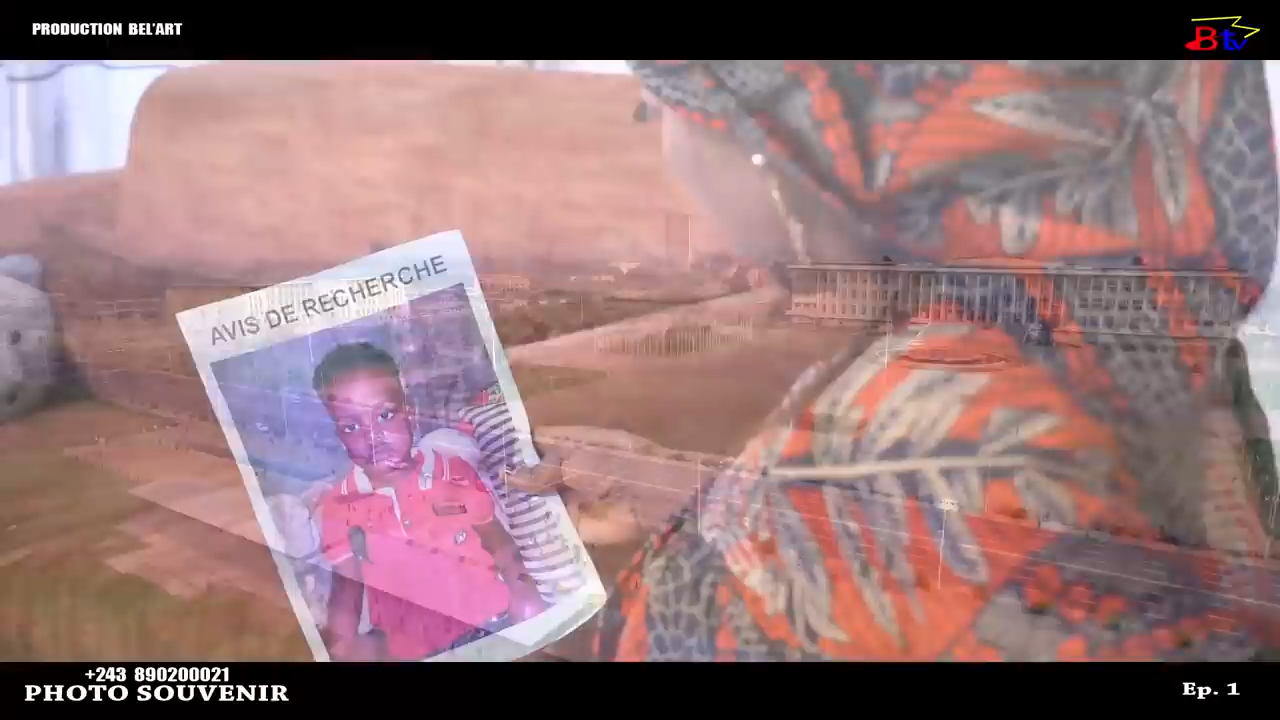 PRODUCTION BEL'ART
Btv
AVIS DE RECHERCHE
+243 890200021
PHOTO SOUVENIR
Ep. 1